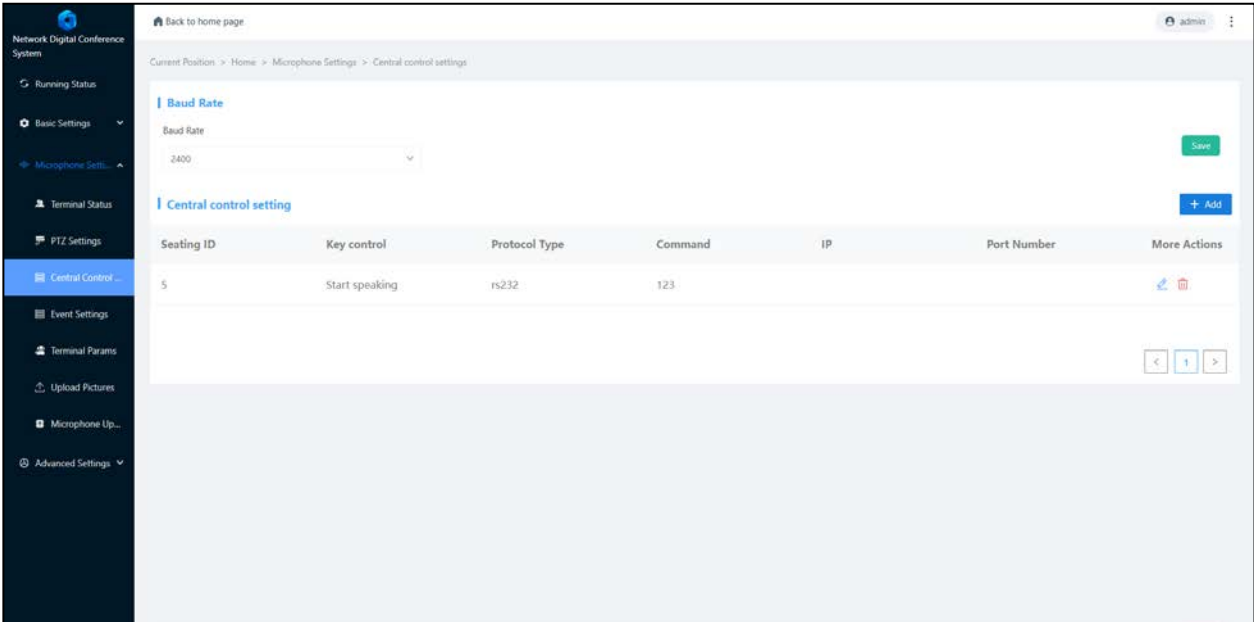 Network Digital Conference
System
Back to home page
admin
Current Position > Home > Microphone Settings > Central control settings
Running Status
Basic Settings
Microphone Setti...
Terminal Status
PTZ Settings
Central Control ...
Event Settings
Terminal Params
Upload Pictures
Microphone Up...
Advanced Settings
Baud Rate
Baud Rate
2400
Save
Central control setting
+ Add
Seating ID Key control Protocol Type Command IP Port Number More Actions
5 Start speaking rs232 123
< 1 >